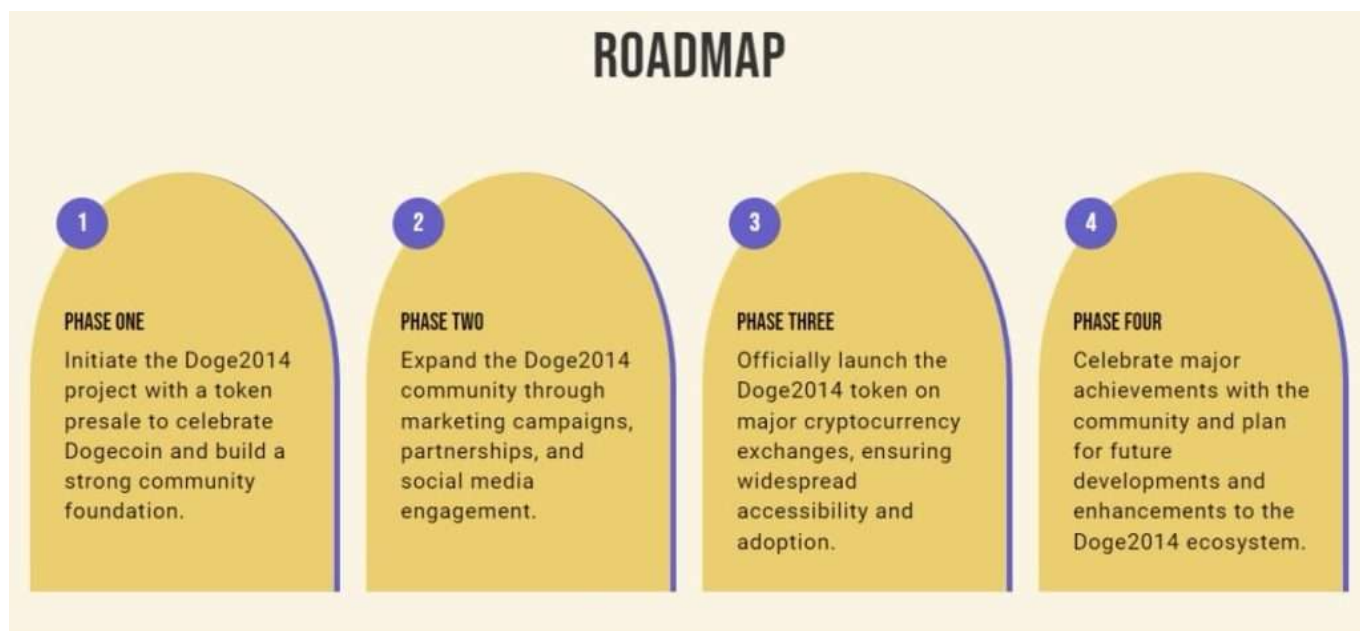 ROADMAP
1
PHASE ONE
Initiate the Doge2014
project with a token
presale to celebrate
Dogecoin and build a
strong community
foundation.
2
PHASE TWO
Expand the Doge2014
community through
marketing campaigns,
partnerships, and
social media
engagement.
3
PHASE THREE
Officially launch the
Doge2014 token on
major cryptocurrency
exchanges, ensuring
widespread
accessibility and
adoption.
4
PHASE FOUR
Celebrate major
achievements with the
community and plan
for future
developments and
enhancements to the
Doge2014 ecosystem.